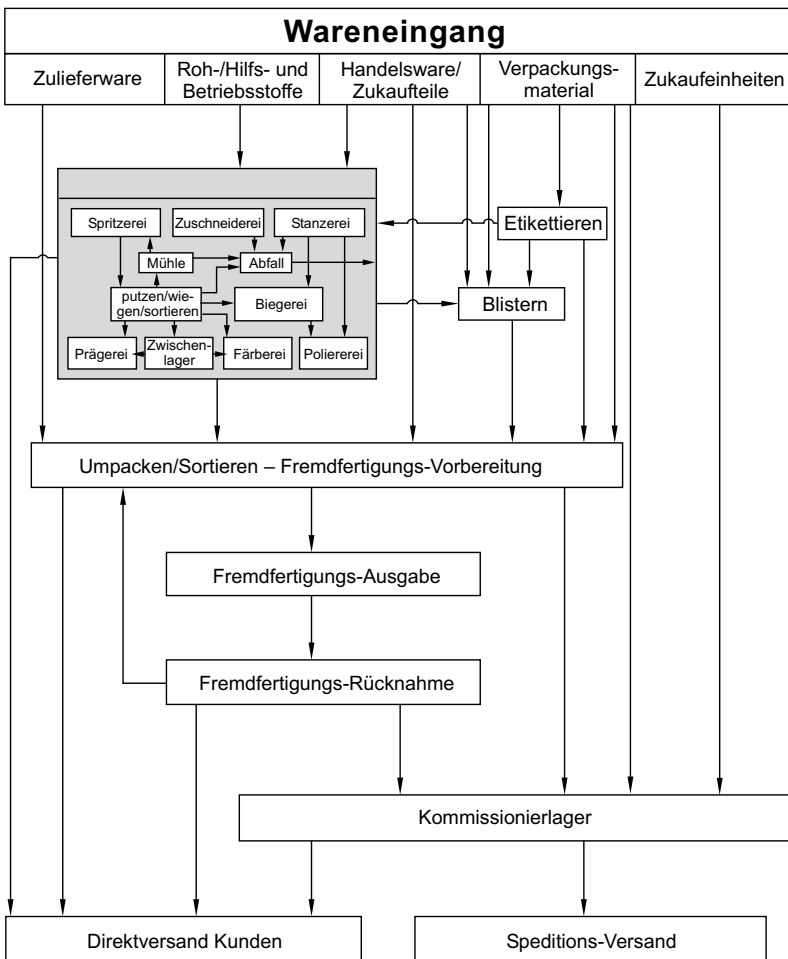 Wareneingang
Zulieferware
Roh-/Hilfs- und
Betriebsstoffe
Handelsware/
Zukaufteile
Verpackungs-
material
Zukaufeinheiten
Spritzerei
Zuschneiderei
Stanzerei
Etikettieren
Mühle
Abfall
putzen/wie-
gen/sortieren
Biegerei
Blistern
Prägerei
Zwischen-
lager
Färberei
Poliererei
Umpacken/Sortieren – Fremdfertigungs-Vorbereitung
Fremdfertigungs-Ausgabe
Fremdfertigungs-Rücknahme
Kommissionierlager
Direktversand Kunden
Speditions-Versand